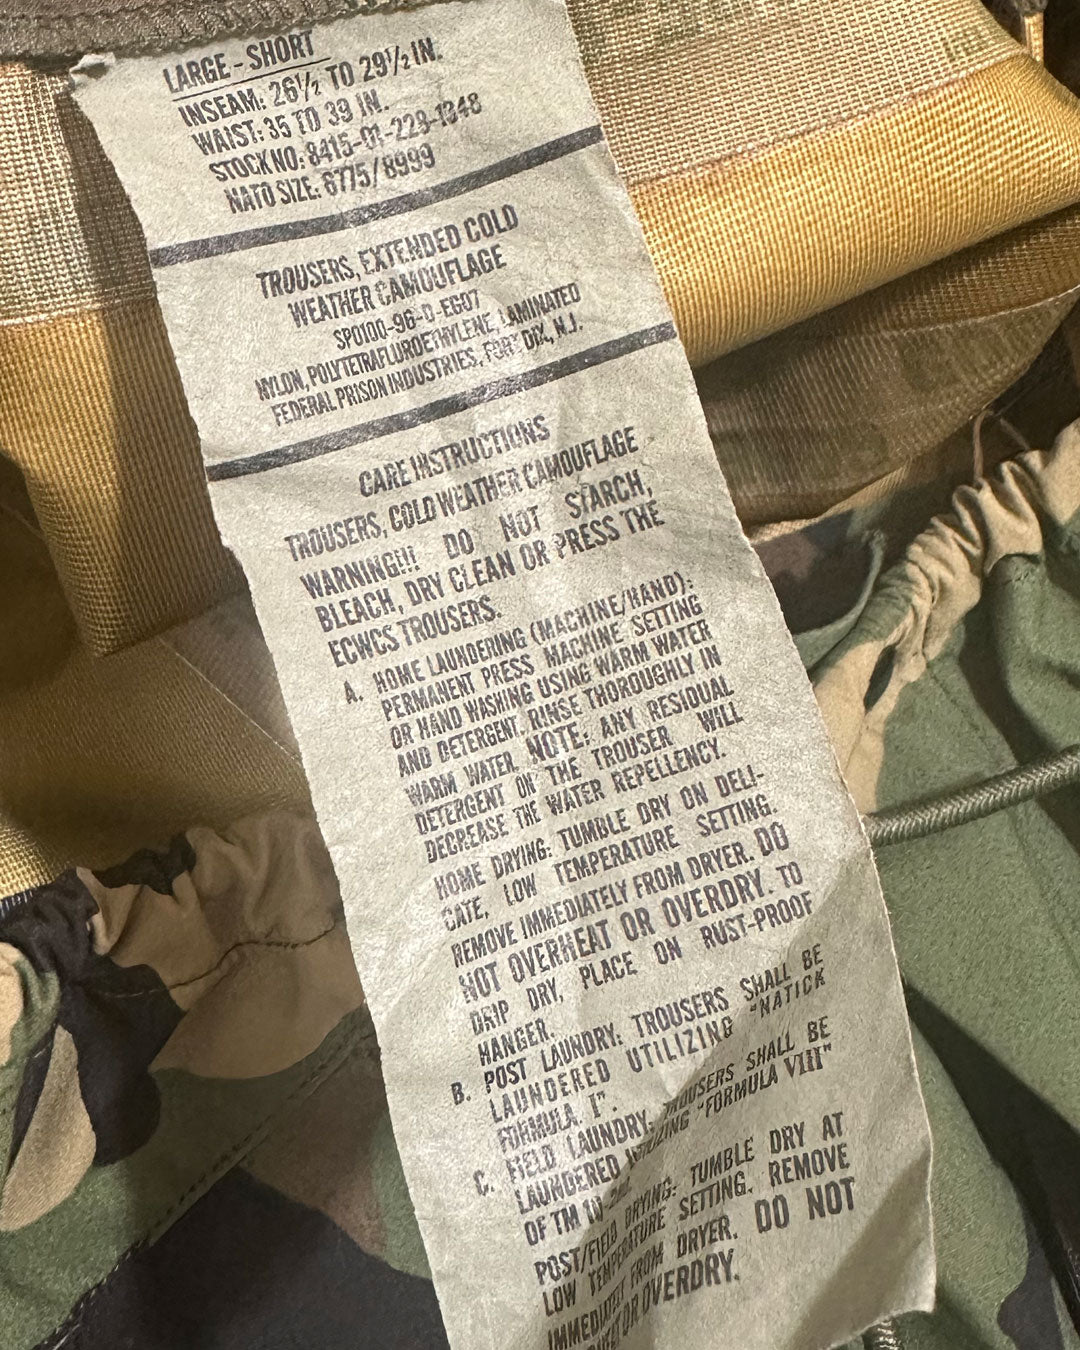 LARGE - SHORT
INSEAM: 26½ TO 29½ IN.
WAIST: 35 TO 39 IN.
STOCK NO: 8415-01-228-1348
NATO SIZE: 6775/8999
TROUSERS, EXTENDED COLD
WEATHER CAMOUFLAGE
SPO100-96-D-EG07
NYLON, POLYTETRAFLUROETHYLENE, LAMINATED
FEDERAL PRISON INDUSTRIES, FORT DIX, N.J.
CARE INSTRUCTIONS
TROUSERS, COLD WEATHER CAMOUFLAGE
WARNING!!! DO NOT STARCH,
BLEACH, DRY CLEAN OR PRESS THE
ECWCS TROUSERS.
A. HOME LAUNDERING (MACHINE/HAND):
PERMANENT PRESS MACHINE SETTING
OR HAND WASHING USING WARM WATER
AND DETERGENT. RINSE THOROUGHLY IN
WARM WATER. NOTE: ANY RESIDUAL
DETERGENT ON THE TROUSER WILL
DECREASE THE WATER REPELLENCY.
HOME DRYING: TUMBLE DRY ON DELI-
CATE, LOW TEMPERATURE SETTING.
REMOVE IMMEDIATELY FROM DRYER. DO
NOT OVERHEAT OR OVERDRY. TO
DRIP DRY, PLACE ON RUST-PROOF
HANGER.
B. POST LAUNDRY: TROUSERS SHALL BE
LAUNDERED UTILIZING "NATICK
FORMULA I".
C. FIELD LAUNDRY: TROUSERS SHALL BE
LAUNDERED UTILIZING "FORMULA VIII"
OF TM 10-
POST/FIELD DRYING: TUMBLE DRY AT
LOW TEMPERATURE SETTING. REMOVE
IMMEDIATELY FROM DRYER. DO NOT
OR OVERDRY.